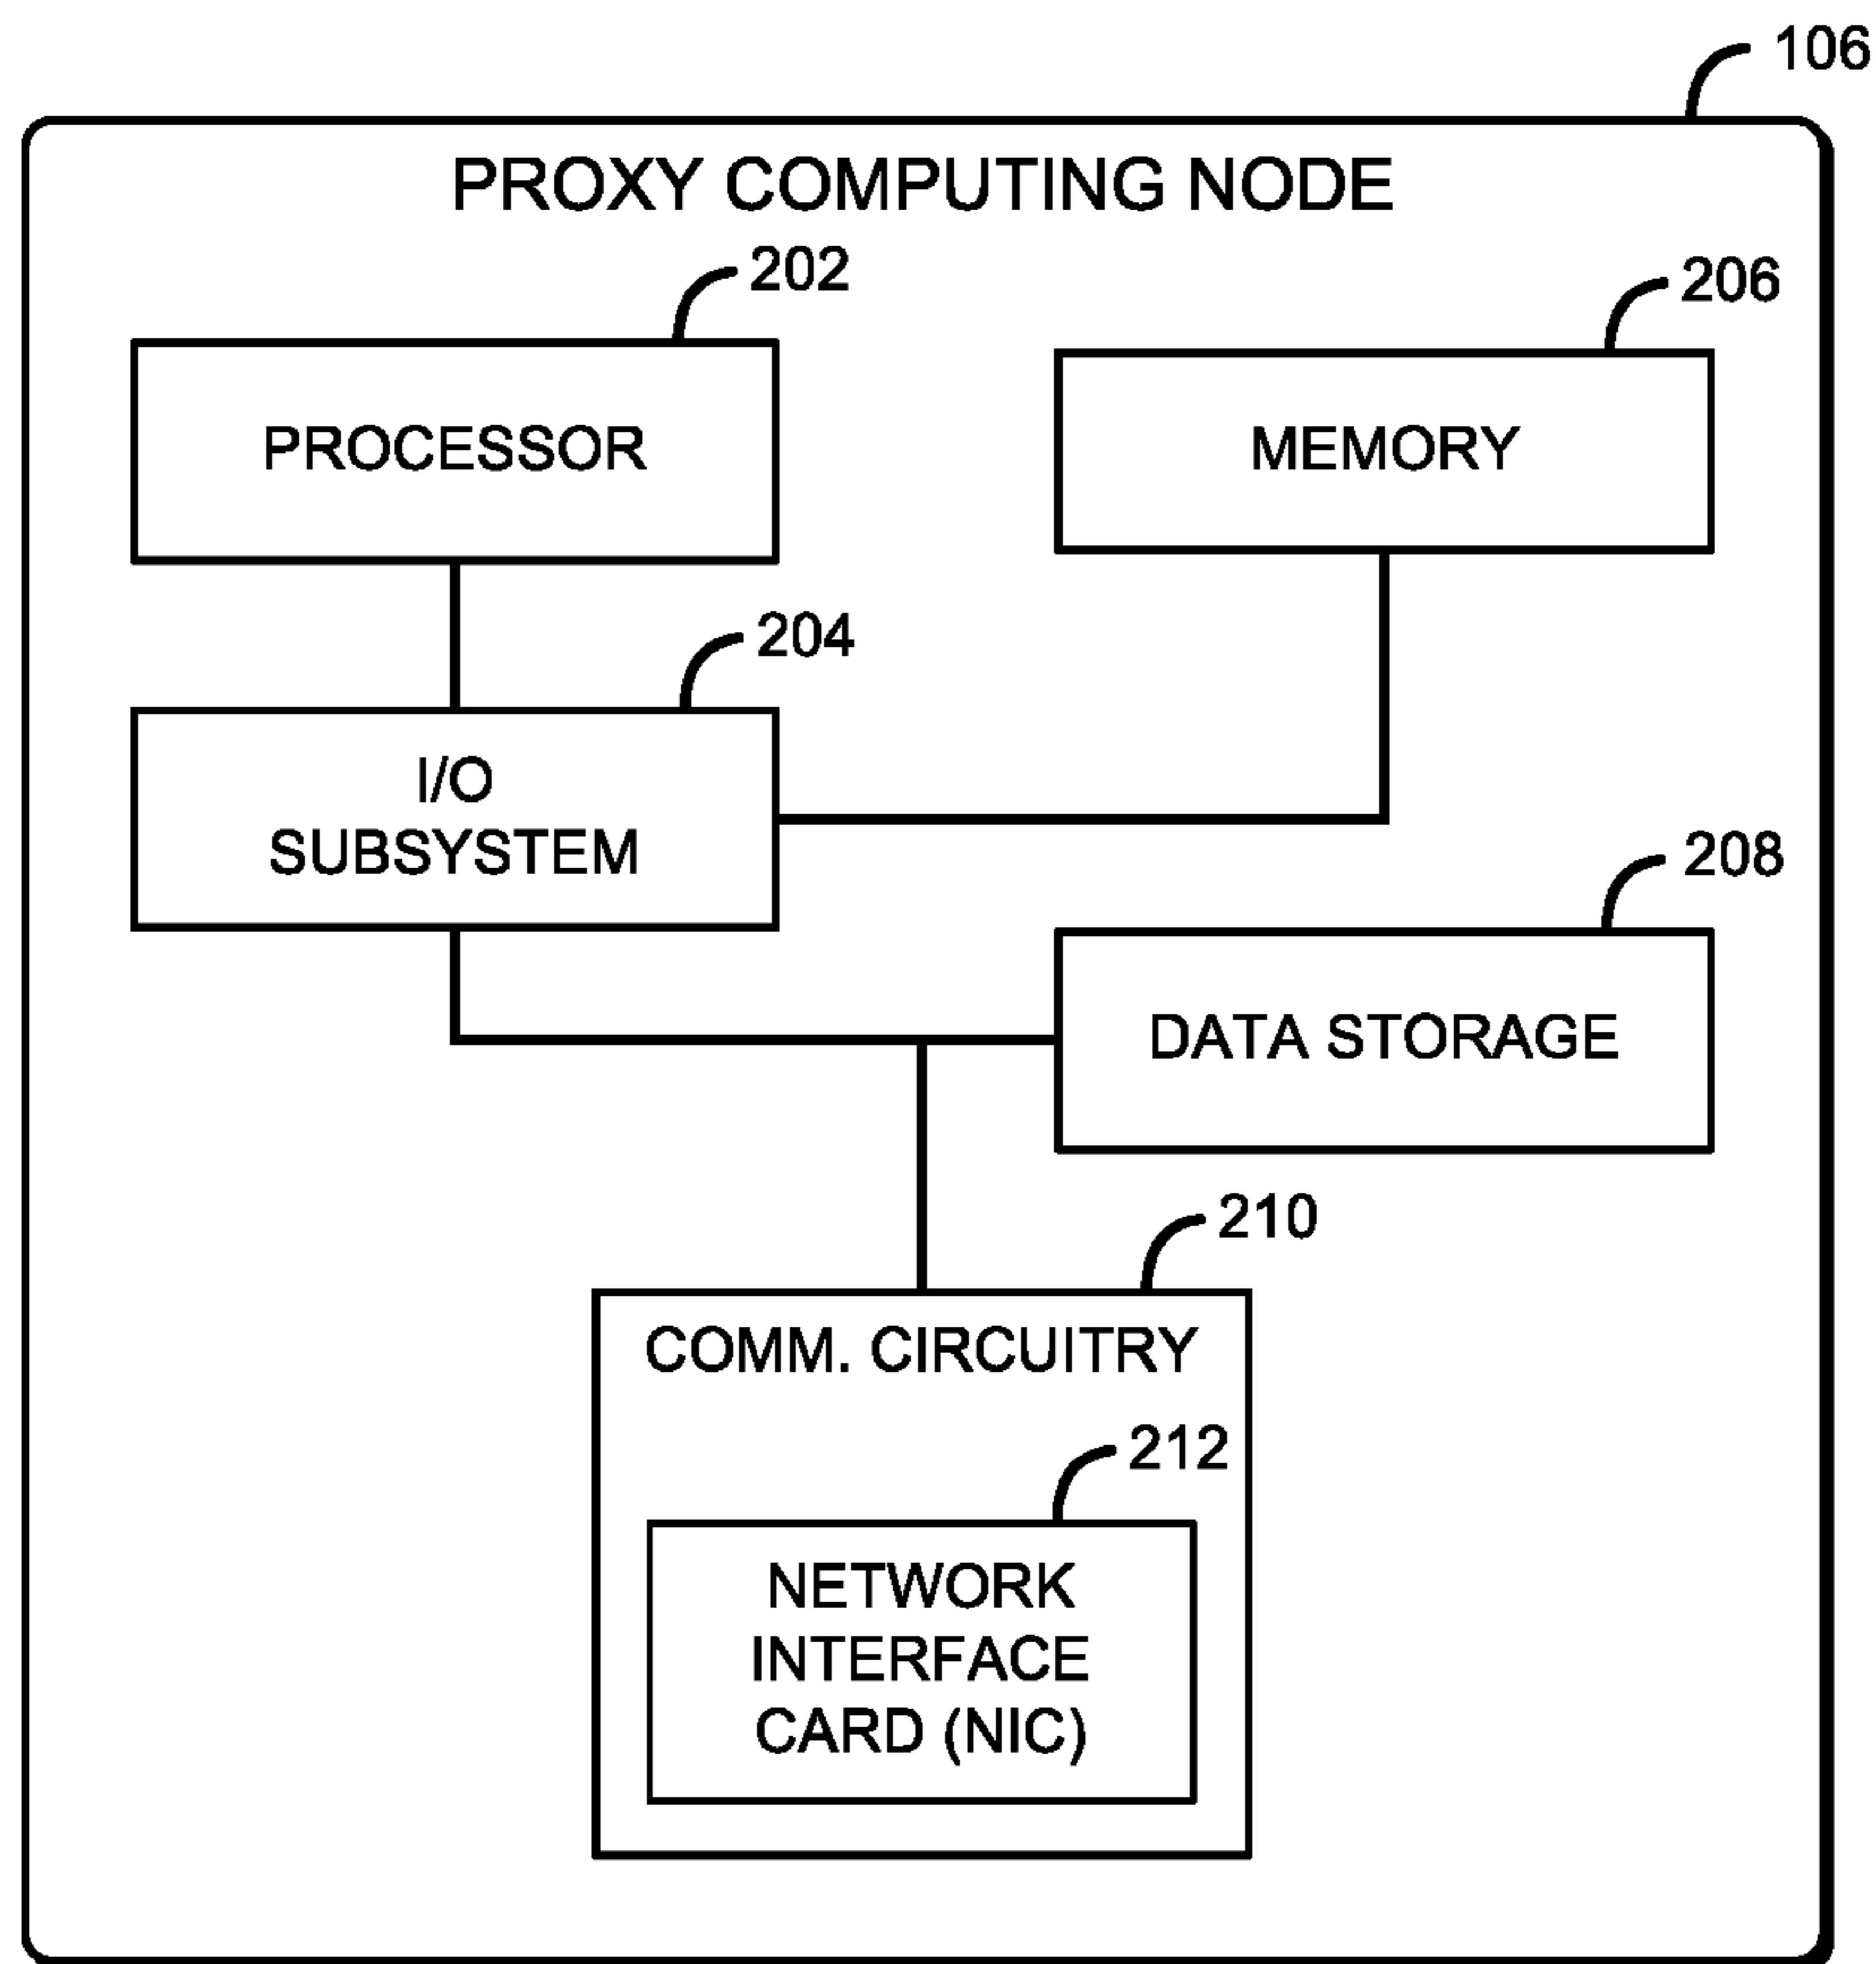 106
PROXY COMPUTING NODE
202
206
PROCESSOR
MEMORY
204
I/O
SUBSYSTEM
208
DATA STORAGE
210
COMM. CIRCUITRY
212
NETWORK
INTERFACE
CARD (NIC)